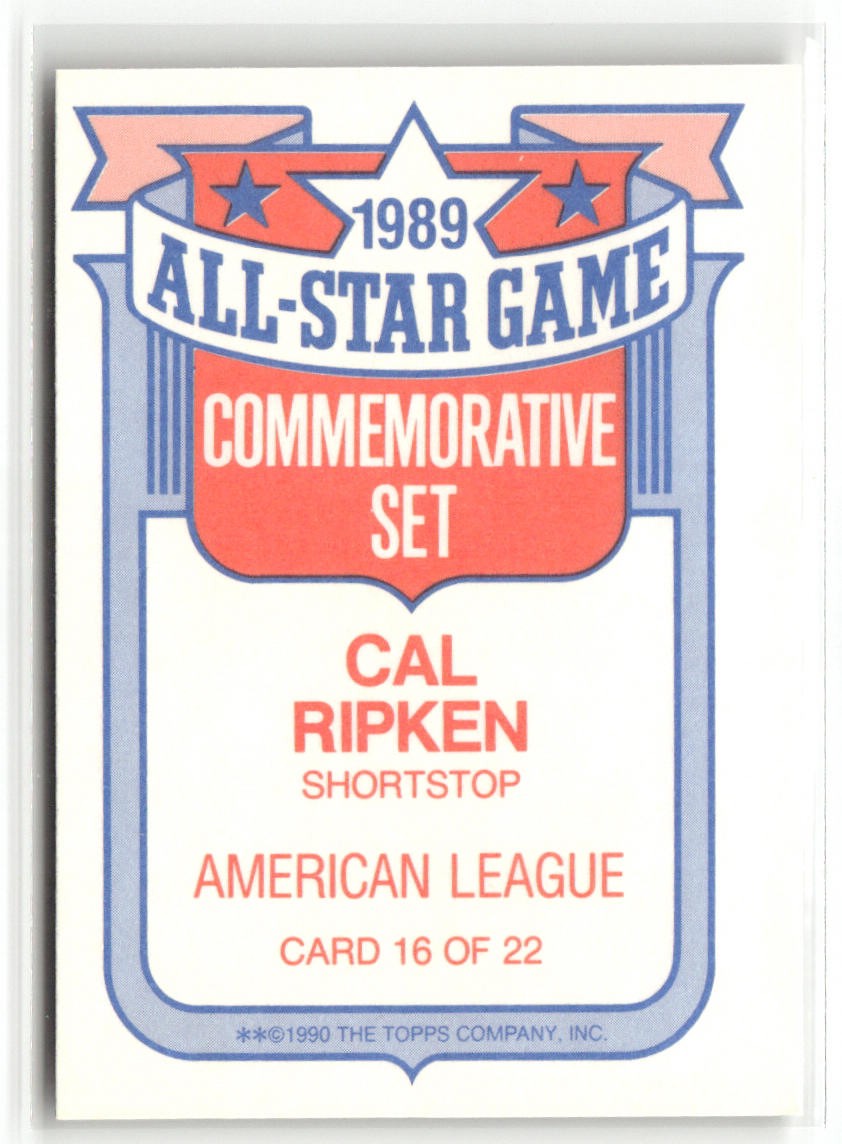 1989
ALL-STAR GAME
COMMEMORATIVE
SET
CAL
RIPKEN
SHORTSTOP
AMERICAN LEAGUE
CARD 16 OF 22
**©1990 THE TOPPS COMPANY, INC.